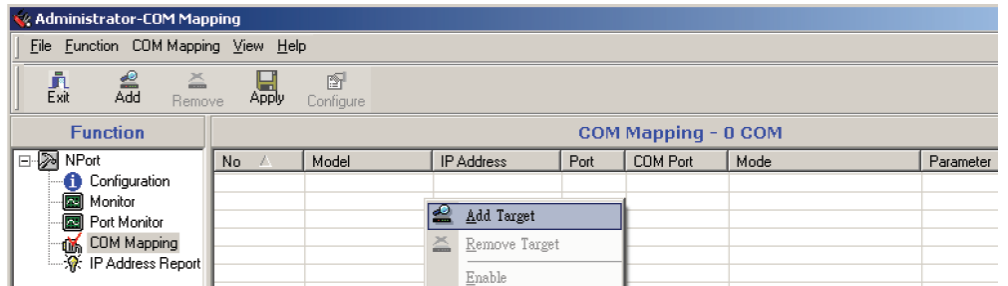 Administrator-COM Mapping
File Function COM Mapping View Help
Exit Add Remove Apply Configure
Function
COM Mapping - 0 COM
NPort
Configuration
Monitor
Port Monitor
COM Mapping
IP Address Report
No Model IP Address Port COM Port Mode Parameter
Add Target
Remove Target
Enable